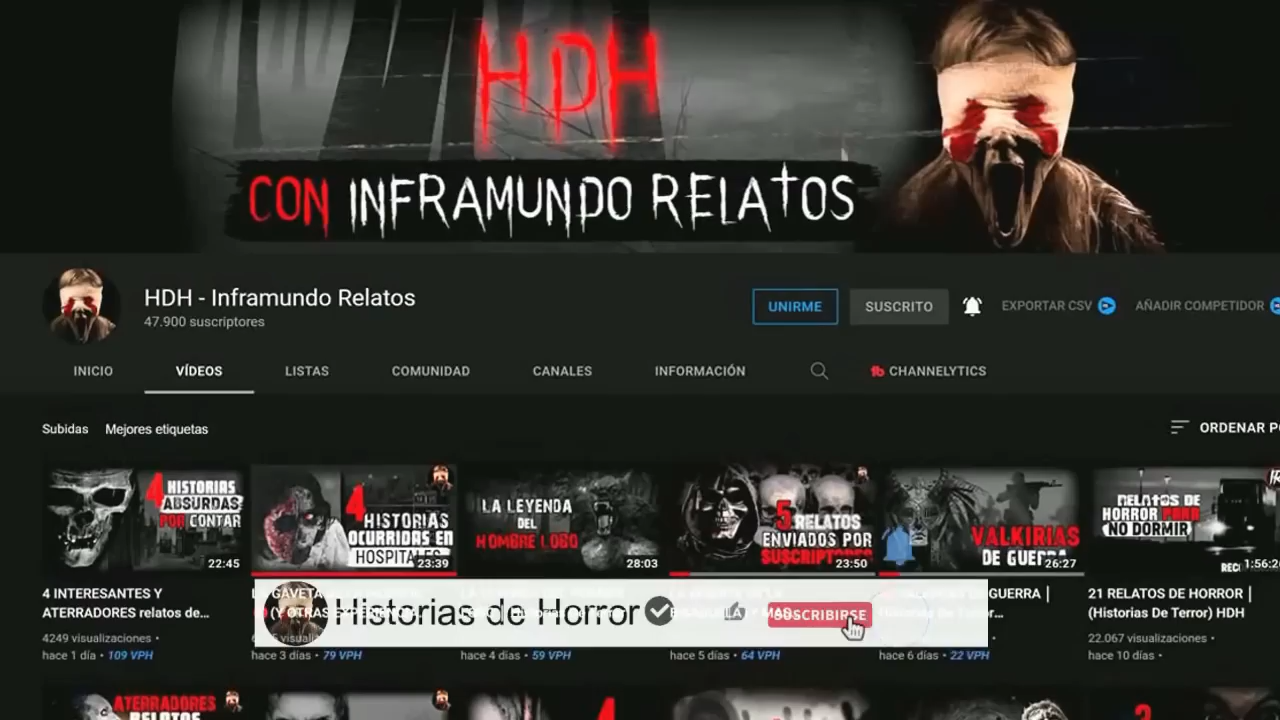 HDH
CON INFRAMUNDO RELATOS
HDH - Inframundo Relatos
47.900 suscriptores
UNIRME
SUSCRITO
EXPORTAR CSV
AÑADIR COMPETIDOR
INICIO
VÍDEOS
LISTAS
COMUNIDAD
CANALES
INFORMACIÓN
CHANNELYTICS
Subidas
Mejores etiquetas
ORDENAR
4 HISTORIAS
ABSURDAS
POR CONTAR
22:45
4 HISTORIAS
OCURRIDAS EN
HOSPITALES
23:39
LA LEYENDA
DEL
HOMBRE LOBO
28:03
5 RELATOS
ENVIADOS POR
SUSCRIPTORES
23:50
VALKIRIAS
DE GUERRA
26:27
RELATOS DE
HORROR PARA
NO DORMIR
4 INTERESANTES Y
ATERRADORES relatos de...
4249 visualizaciones •
hace 1 día • 109 VPH
hace 3 días • 79 VPH
hace 4 días • 59 VPH
hace 5 días • 64 VPH
hace 6 días • 22 VPH
21 RELATOS DE HORROR |
(Historias De Terror) HDH
22.067 visualizaciones •
hace 10 días •
Historias de Horror
SUSCRIBIRSE
ATERRADORES
RELATOS
4